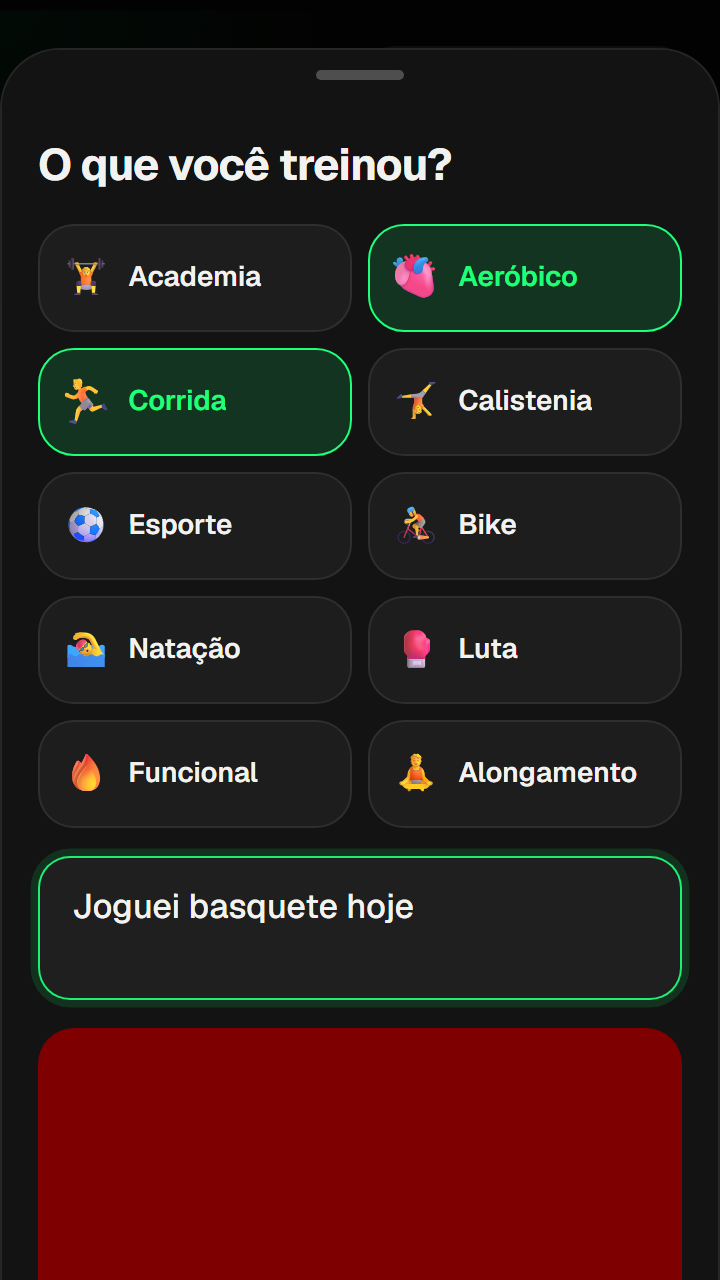 O que você treinou?
Academia
Aeróbico
Corrida
Calistenia
Esporte
Bike
Natação
Luta
Funcional
Alongamento
Joguei basquete hoje